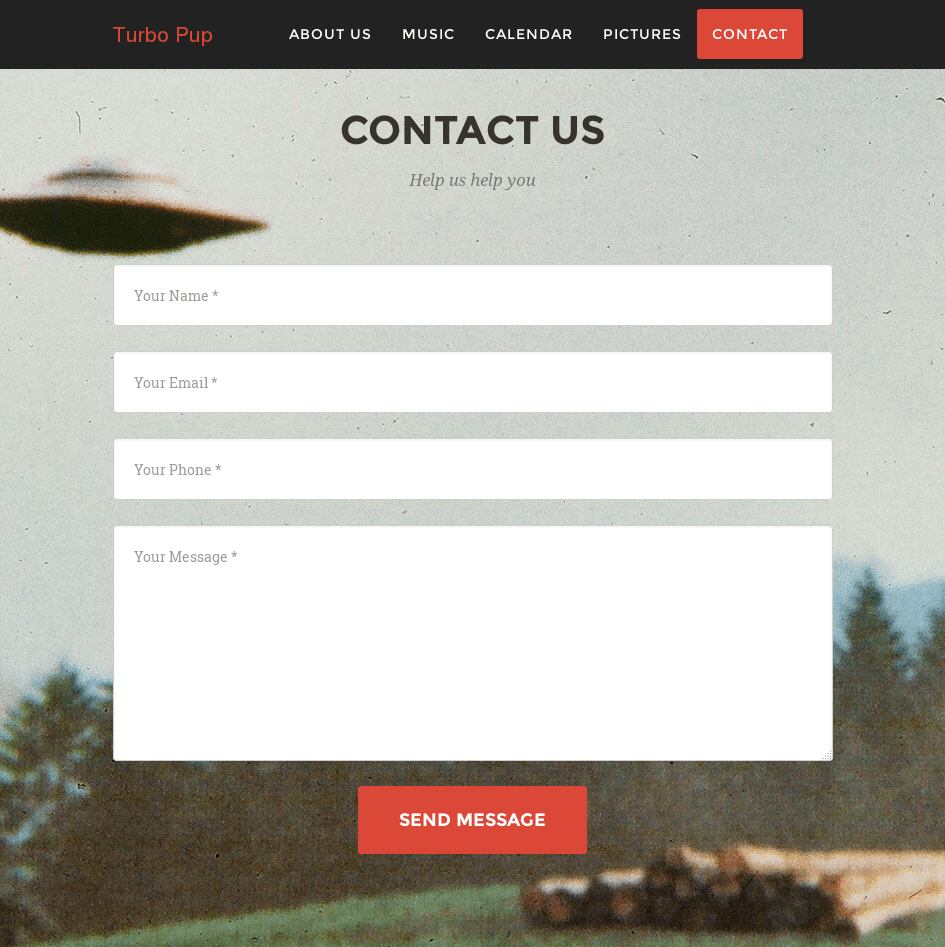 Turbo Pup ABOUT US MUSIC CALENDAR PICTURES CONTACT
CONTACT US
Help us help you
Your Name *
Your Email *
Your Phone *
Your Message *
SEND MESSAGE